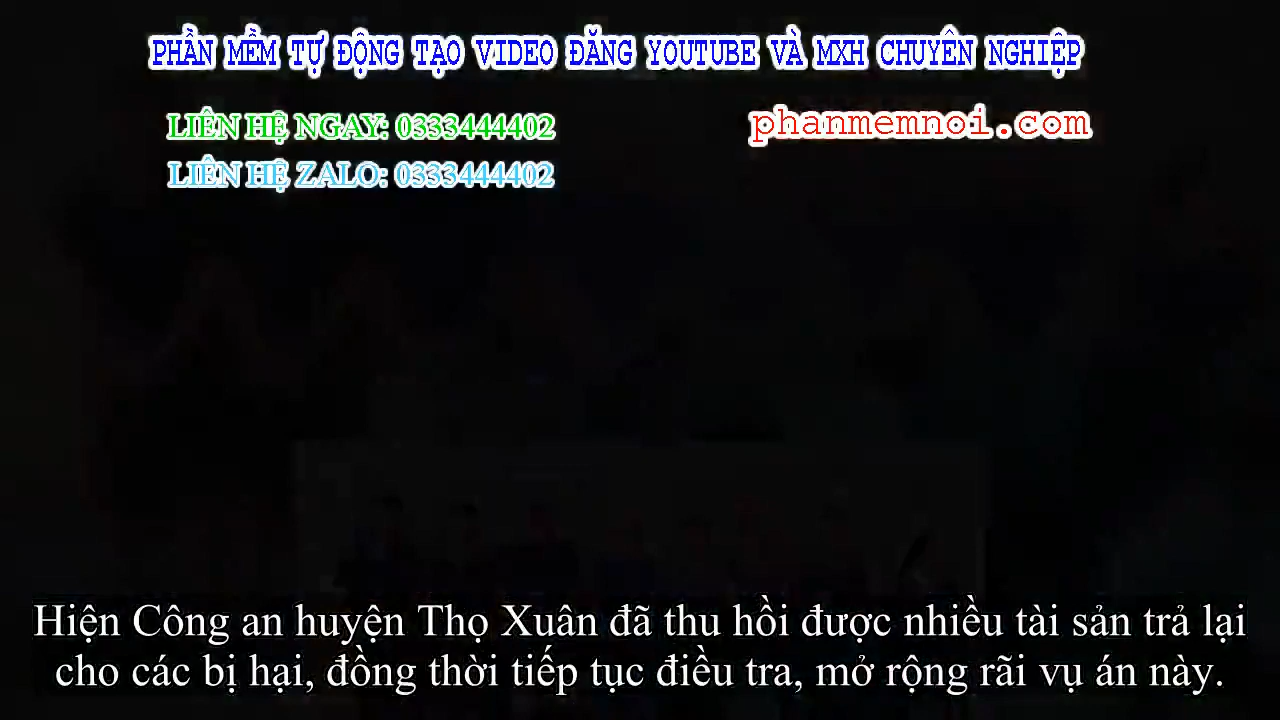 PHẦN MỀM TỰ ĐỘNG TẠO VIDEO ĐĂNG YOUTUBE VÀ MXH CHUYÊN NGHIỆP
LIÊN HỆ NGAY: 0333444402
phanmemnoi.com
LIÊN HỆ ZALO: 0333444402
Hiện Công an huyện Thọ Xuân đã thu hồi được nhiều tài sản trả lại
cho các bị hại, đồng thời tiếp tục điều tra, mở rộng rãi vụ án này.